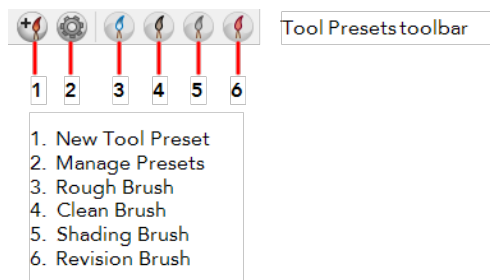 Tool Presets toolbar
1 2 3 4 5 6
1. New Tool Preset
2. Manage Presets
3. Rough Brush
4. Clean Brush
5. Shading Brush
6. Revision Brush